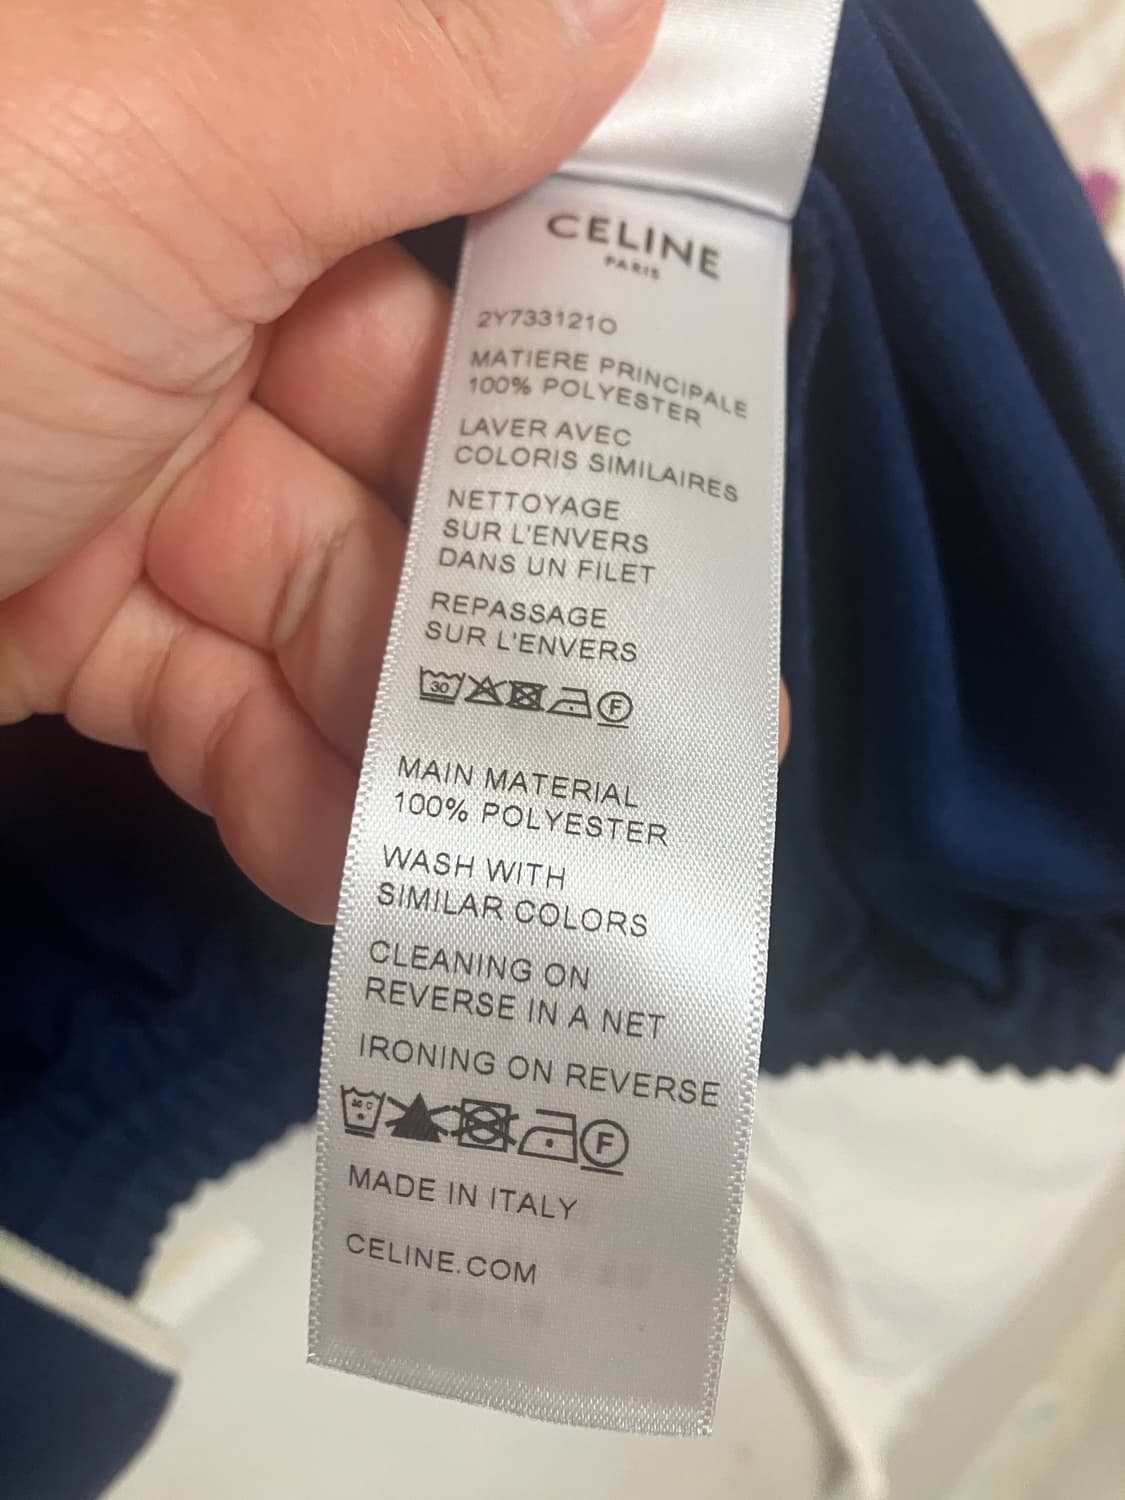 CELINE
PARIS
2Y733121O
MATIERE PRINCIPALE
100% POLYESTER
LAVER AVEC
COLORIS SIMILAIRES
NETTOYAGE
SUR L'ENVERS
DANS UN FILET
REPASSAGE
SUR L'ENVERS
30 F
MAIN MATERIAL
100% POLYESTER
WASH WITH
SIMILAR COLORS
CLEANING ON
REVERSE IN A NET
IRONING ON REVERSE
F
MADE IN ITALY
CELINE.COM